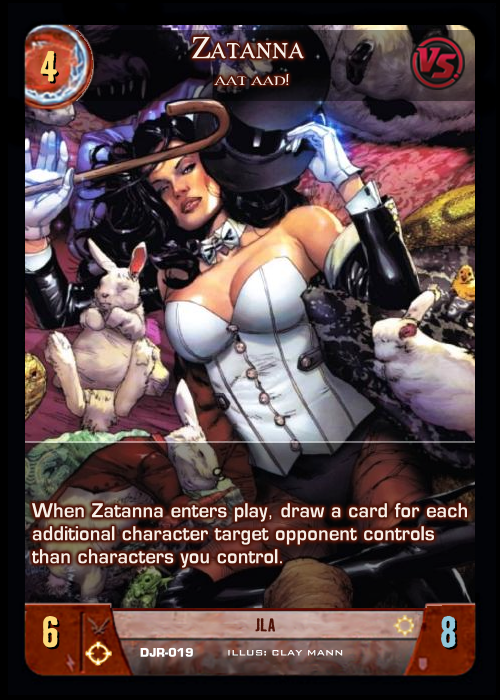 4
ZATANNA
VS.
AAT AAD!
When Zatanna enters play, draw a card for each
additional character target opponent controls
than characters you control.
6
JLA
8
DJR-019 ILLUS: CLAY MANN